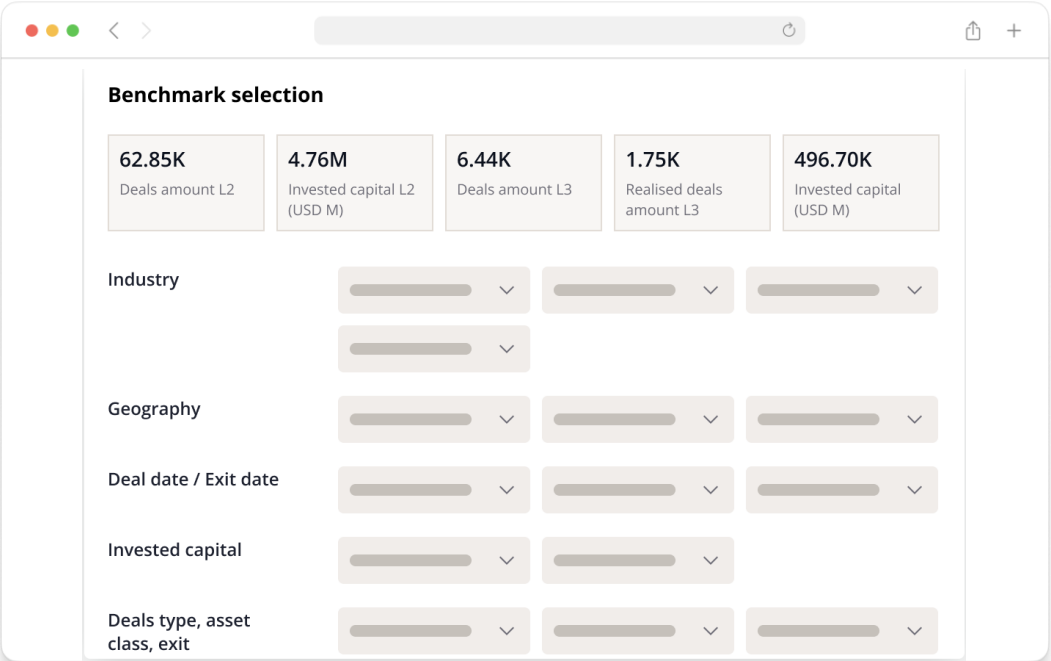 Benchmark selection
62.85K
Deals amount L2
4.76M
Invested capital L2
(USD M)
6.44K
Deals amount L3
1.75K
Realised deals
amount L3
496.70K
Invested capital
(USD M)
Industry
Geography
Deal date / Exit date
Invested capital
Deals type, asset
class, exit